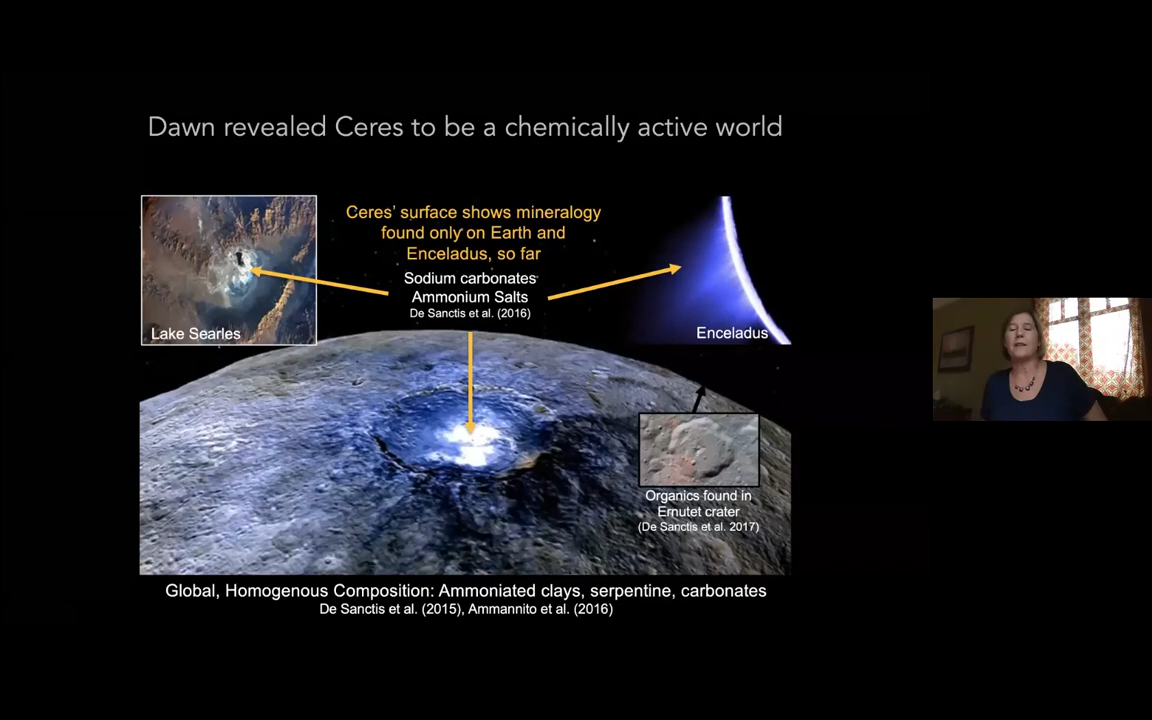 Dawn revealed Ceres to be a chemically active world
Ceres' surface shows mineralogy
found only on Earth and
Enceladus, so far
Sodium carbonates
Ammonium Salts
De Sanctis et al. (2016)
Lake Searles
Enceladus
Organics found in
Ernutet crater
(De Sanctis et al. 2017)
Global, Homogenous Composition: Ammoniated clays, serpentine, carbonates
De Sanctis et al. (2015), Ammannito et al. (2016)